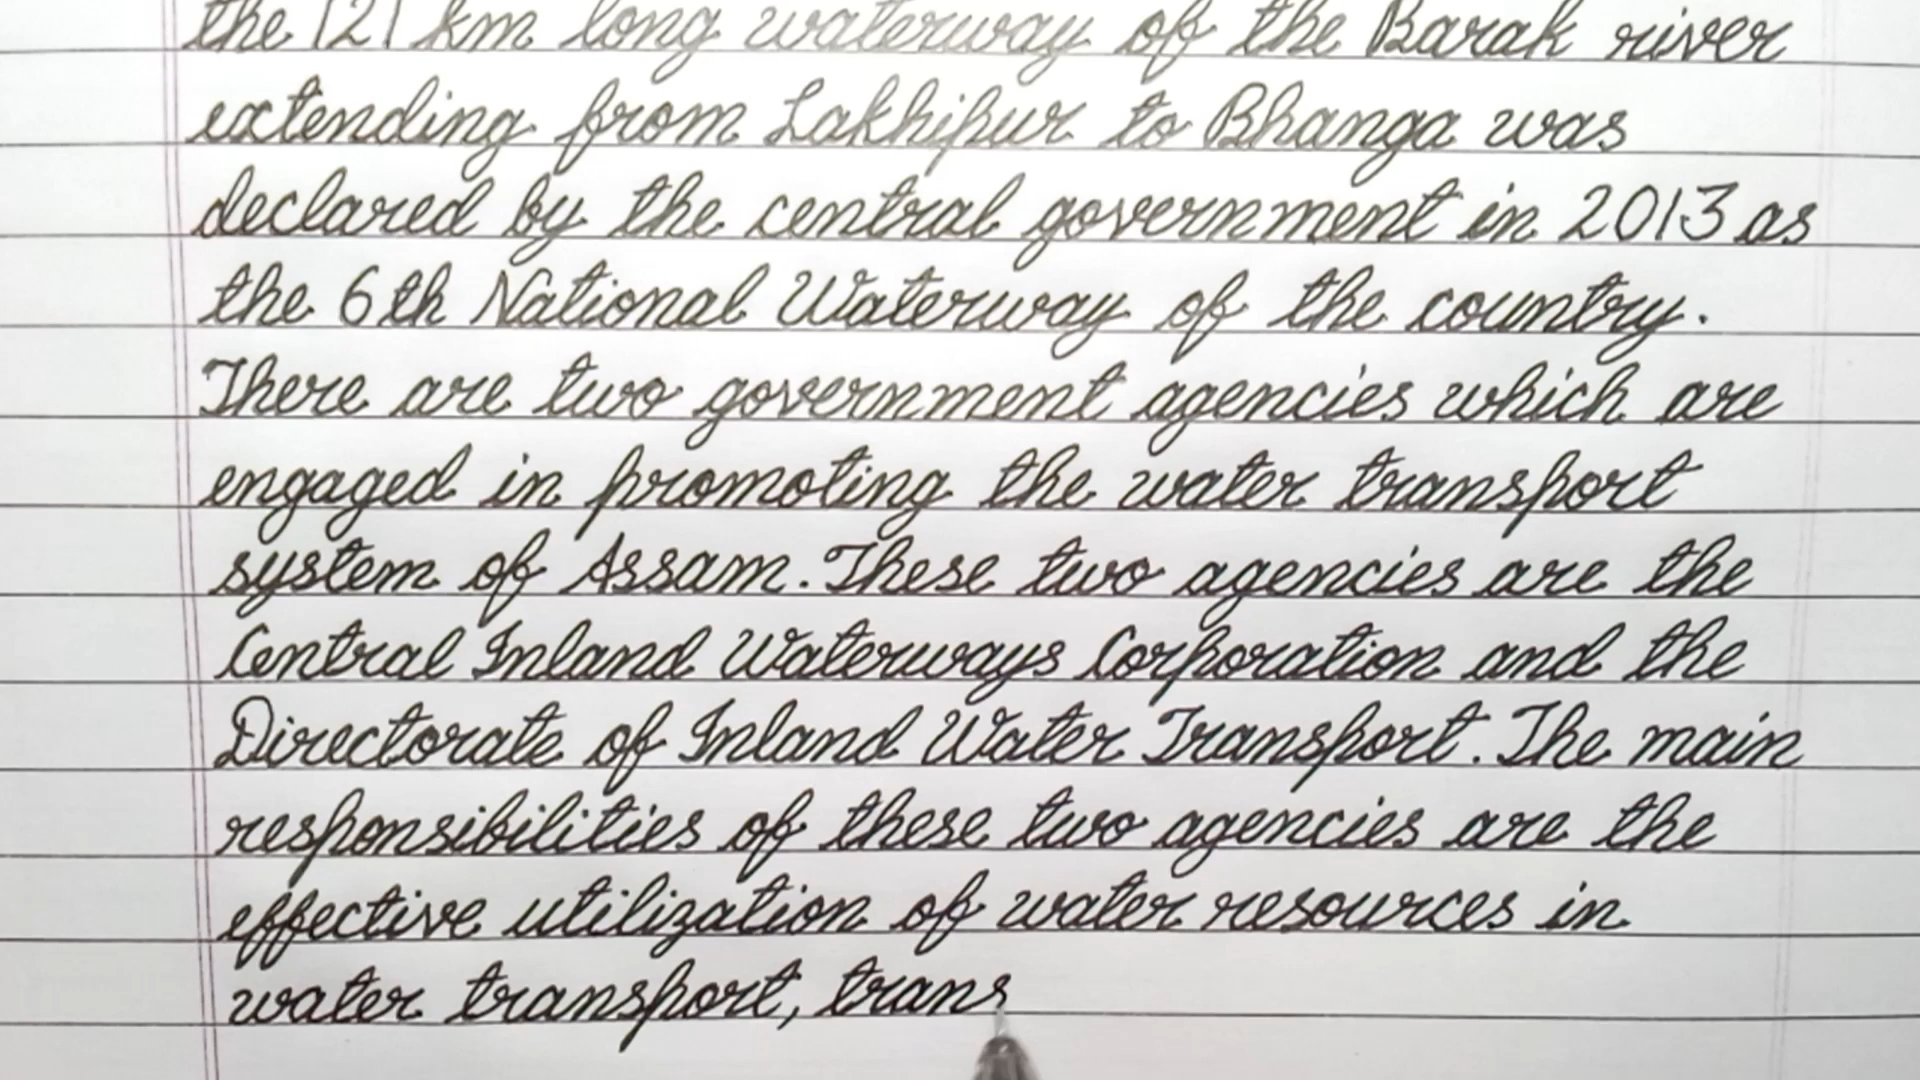 the 121 km long waterway of the Barak river
extending from Lakhipur to Bhanga was
declared by the central government in 2013 as
the 6th National Waterway of the country.
There are two government agencies which are
engaged in promoting the water transport
system of Assam. These two agencies are the
Central Inland Waterways Corporation and the
Directorate of Inland Water Transport. The main
responsibilities of these two agencies are the
effective utilization of water resources in
water transport, trans